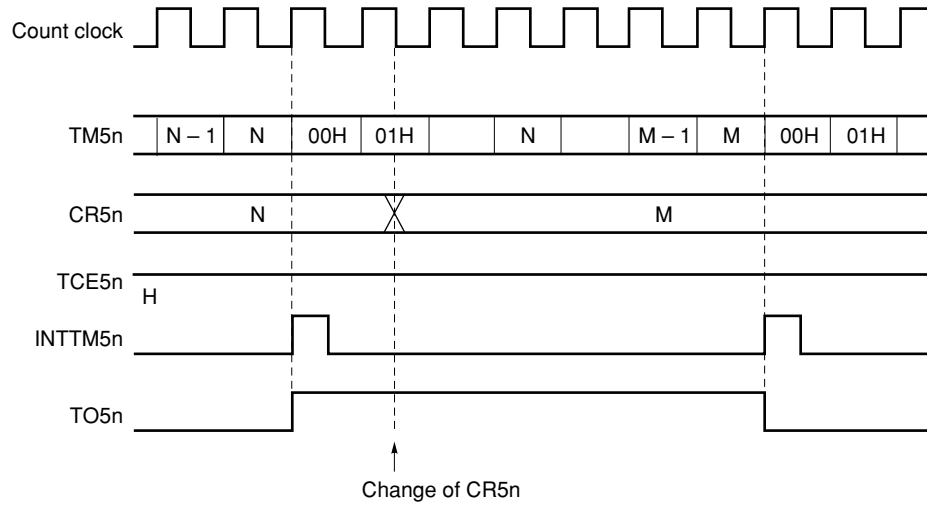 Count clock
TM5n N – 1 N 00H 01H N M – 1 M 00H 01H
CR5n N M
TCE5n
H
INTTM5n
TO5n
Change of CR5n